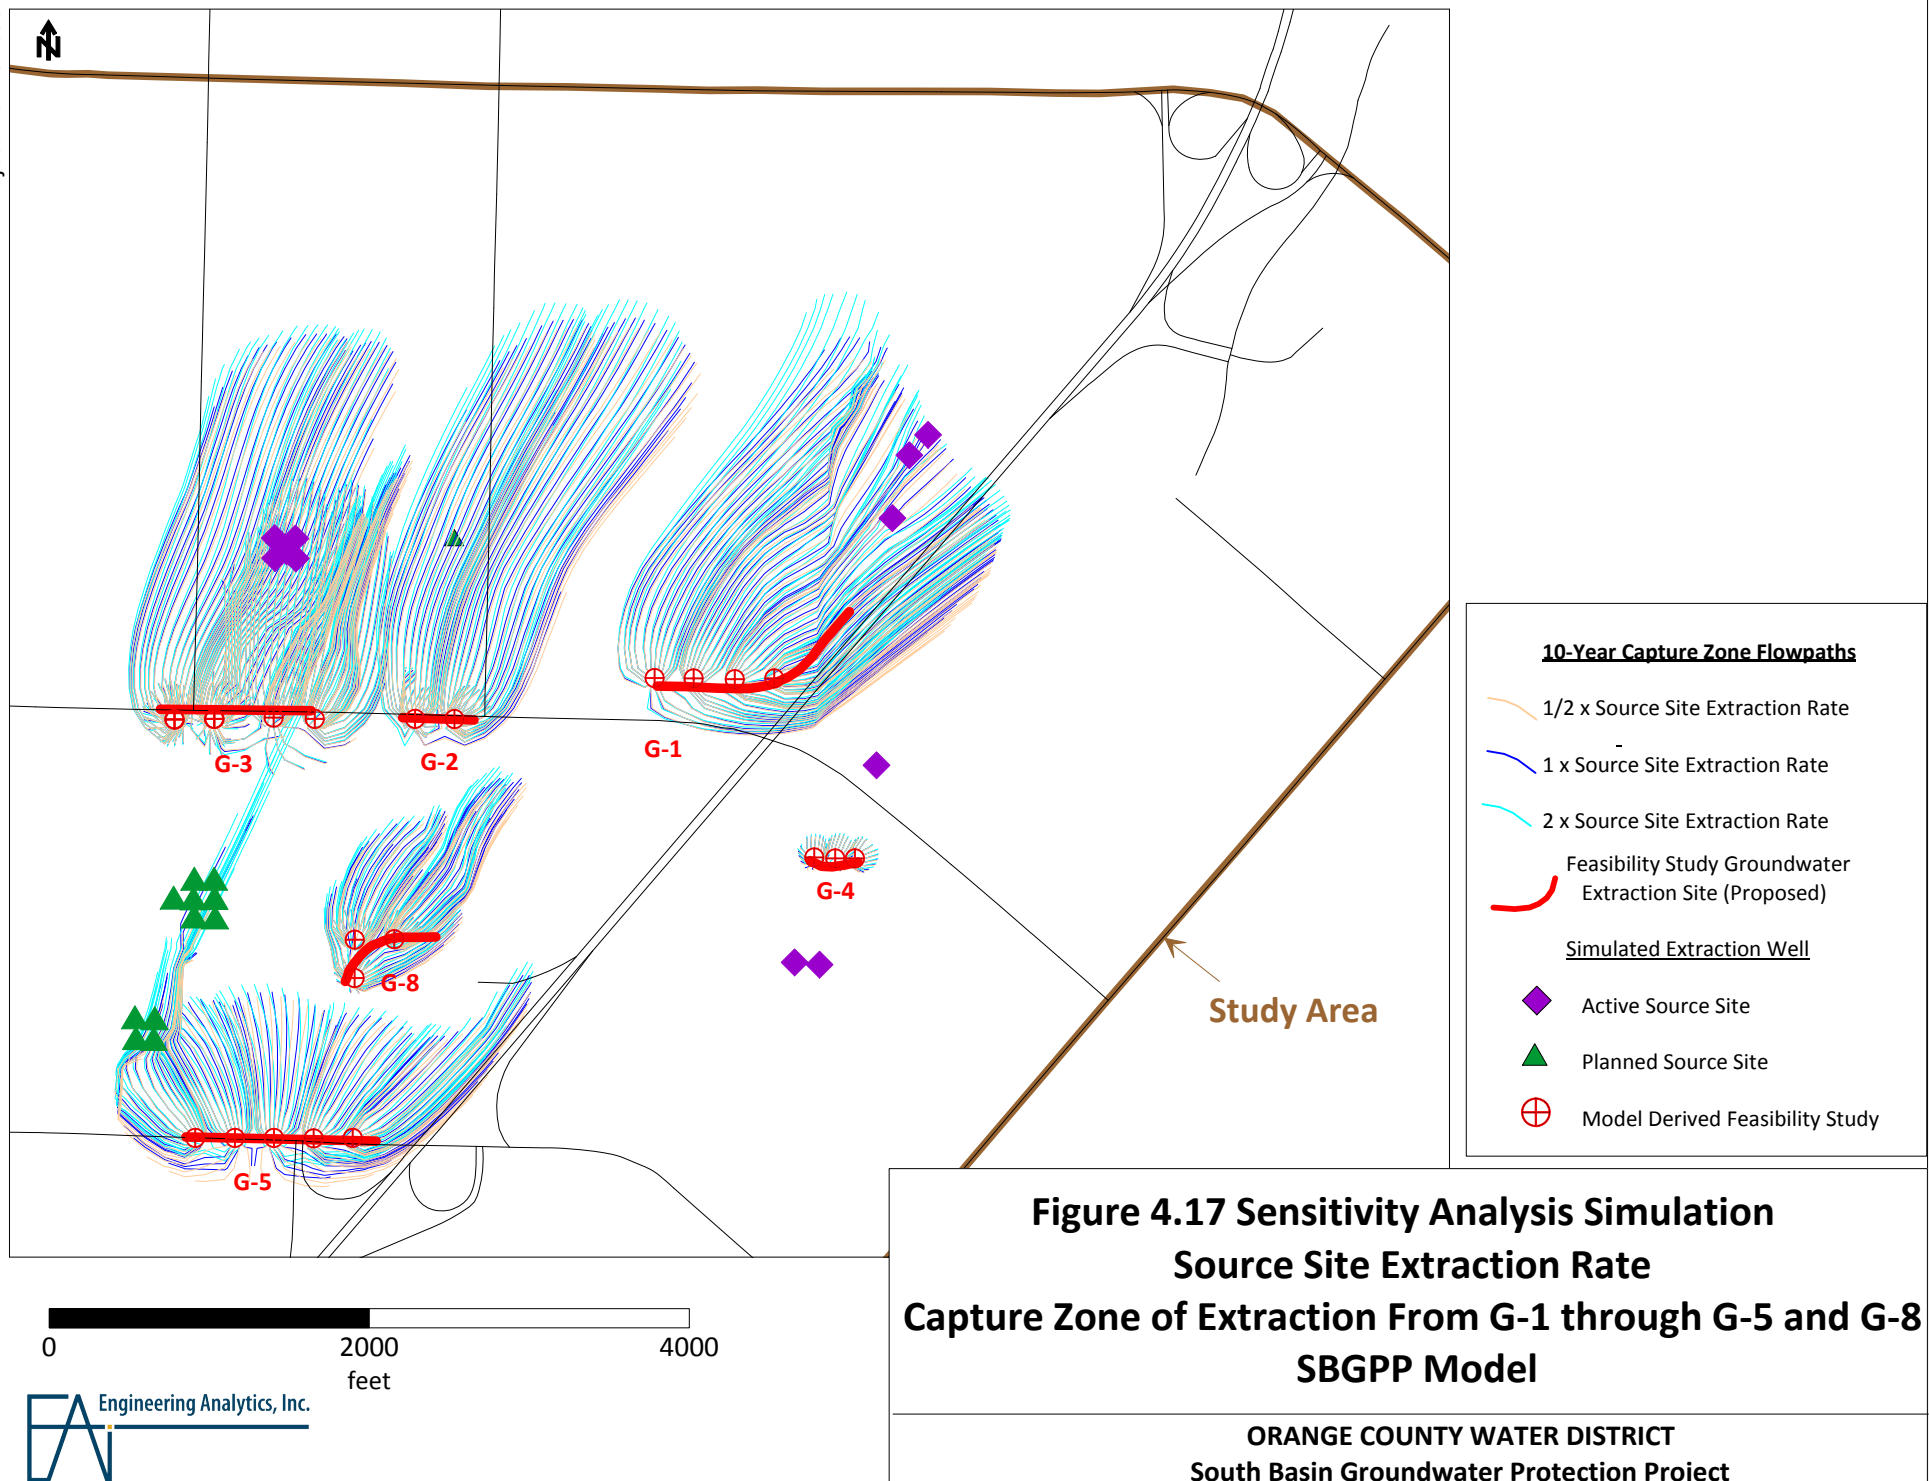 N
G-3
G-2
G-1
G-4
G-8
G-5
Study Area
10-Year Capture Zone Flowpaths
1/2 x Source Site Extraction Rate
1 x Source Site Extraction Rate
2 x Source Site Extraction Rate
Feasibility Study Groundwater
Extraction Site (Proposed)
Simulated Extraction Well
Active Source Site
Planned Source Site
Model Derived Feasibility Study
0 2000 4000
feet
EAi Engineering Analytics, Inc.
Figure 4.17 Sensitivity Analysis Simulation
Source Site Extraction Rate
Capture Zone of Extraction From G-1 through G-5 and G-8
SBGPP Model
ORANGE COUNTY WATER DISTRICT
South Basin Groundwater Protection Project